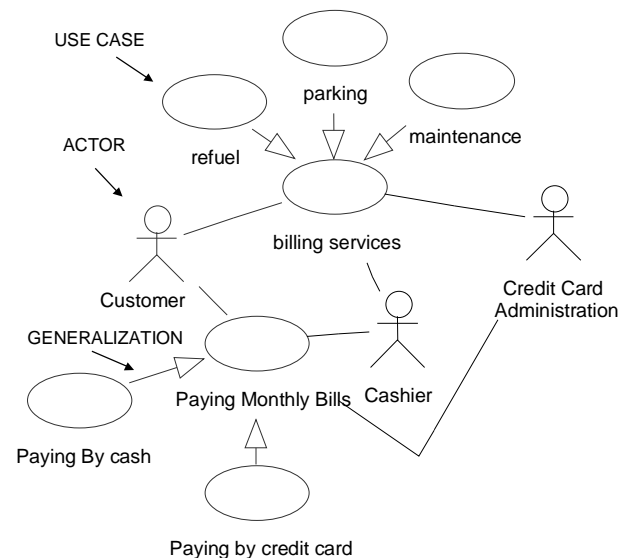 USE CASE
parking
maintenance
refuel
ACTOR
billing services
Customer
Credit Card
Administration
GENERALIZATION
Paying Monthly Bills
Cashier
Paying By cash
Paying by credit card